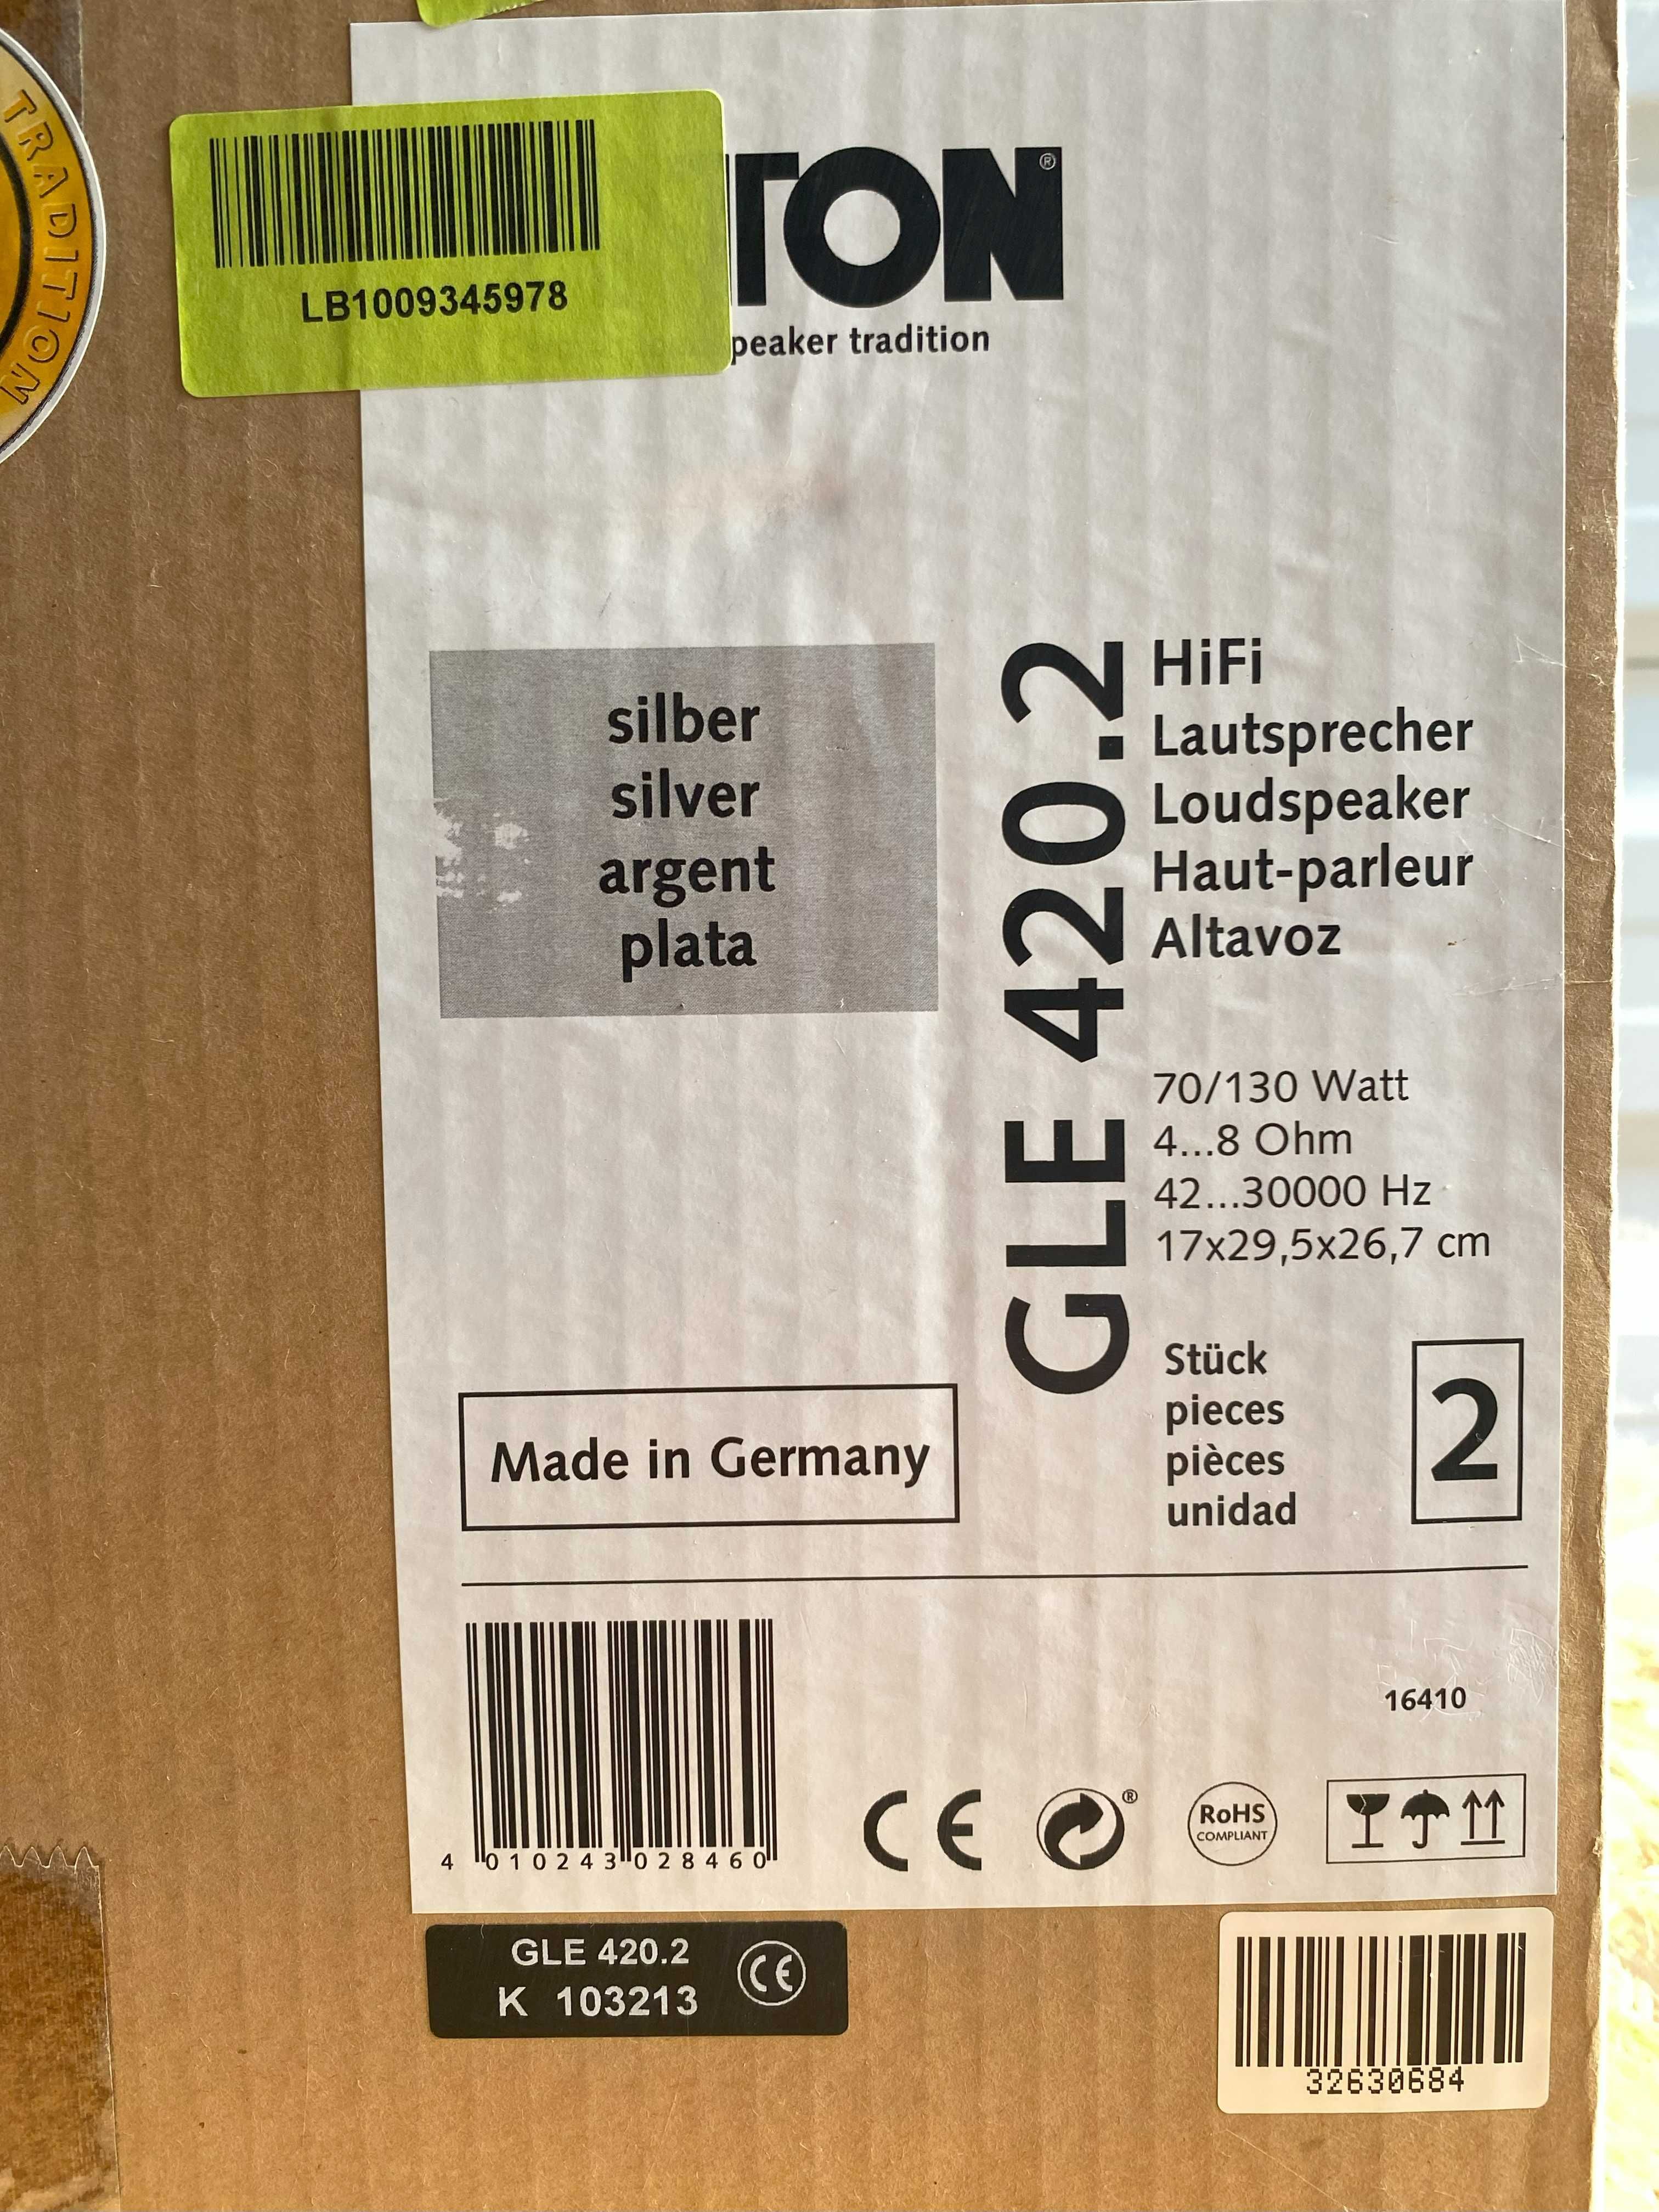 TRADITION
LB1009345978
TON®
peaker tradition
silber
silver
argent
plata
GLE 420.2
HiFi
Lautsprecher
Loudspeaker
Haut-parleur
Altavoz
70/130 Watt
4...8 Ohm
42...30000 Hz
17x29,5x26,7 cm
Stück
pieces
pièces
unidad
2
Made in Germany
16410
4 010243 028460
CE
®
RoHS
COMPLIANT
GLE 420.2
K 103213
CE
32630684